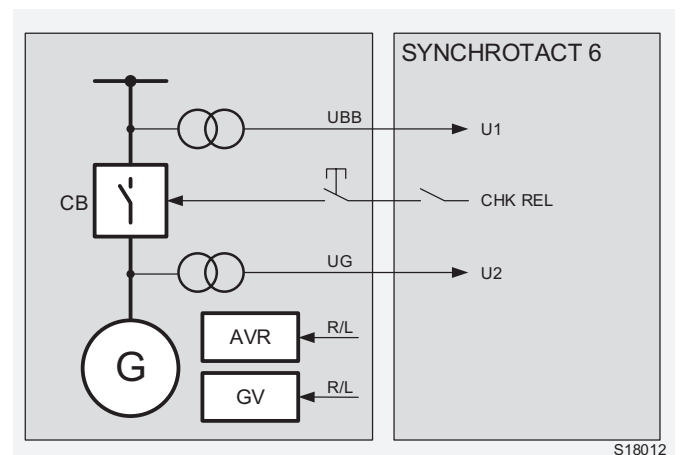 SYNCHROTACT 6
UBB
U1
CB
CHK REL
UG
U2
AVR
R/L
G
GV
R/L
S18012